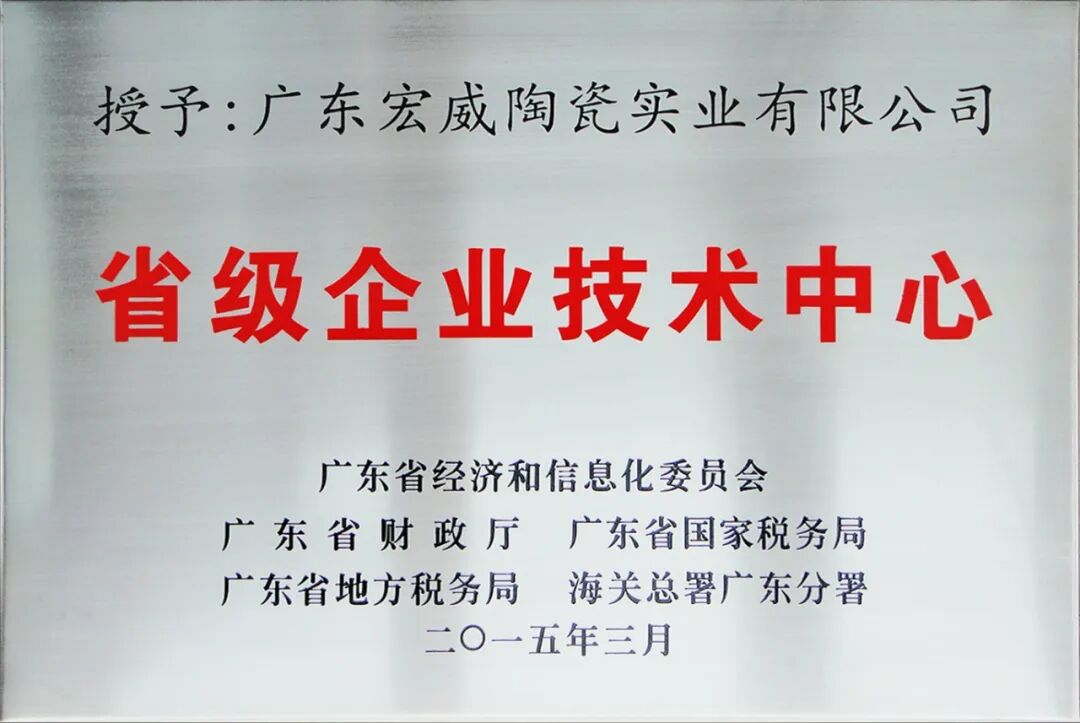 授予:广东宏威陶瓷实业有限公司
省级企业技术中心
广东省经济和信息化委员会
广东省财政厅 广东省国家税务局
广东省地方税务局 海关总署广东分署
二〇一五年三月